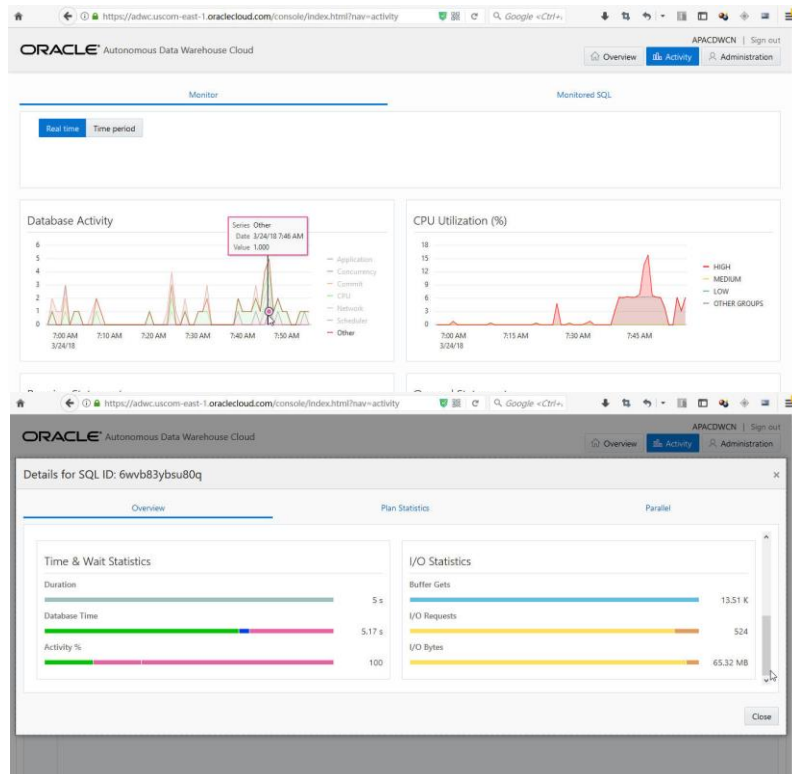 https://adwc.uscom-east-1.oraclecloud.com/console/index.html?nav=activity
Google <Ctrl+
APACDWCN | Sign out
ORACLE Autonomous Data Warehouse Cloud
Overview Activity Administration
Monitor Monitored SQL
Real time Time period
Database Activity
Series Other
Date 3/24/18 7:46 AM
Value 1.000
6
5
4
3
2
1
0
7:00 AM 7:10 AM 7:20 AM 7:30 AM 7:40 AM 7:50 AM
3/24/18
Application
Concurrency
Commit
CPU
Network
Scheduler
Other
CPU Utilization (%)
18
15
12
9
6
3
0
7:00 AM 7:15 AM 7:30 AM 7:45 AM
3/24/18
HIGH
MEDIUM
LOW
OTHER GROUPS
https://adwc.uscom-east-1.oraclecloud.com/console/index.html?nav=activity
Google <Ctrl+
APACDWCN | Sign out
ORACLE Autonomous Data Warehouse Cloud
Overview Activity Administration
Details for SQL ID: 6wvb83ybsu80q
Overview Plan Statistics Parallel
Time & Wait Statistics
Duration
5 s
Database Time
5.17 s
Activity %
100
I/O Statistics
Buffer Gets
13.51 K
I/O Requests
524
I/O Bytes
65.32 MB
Close